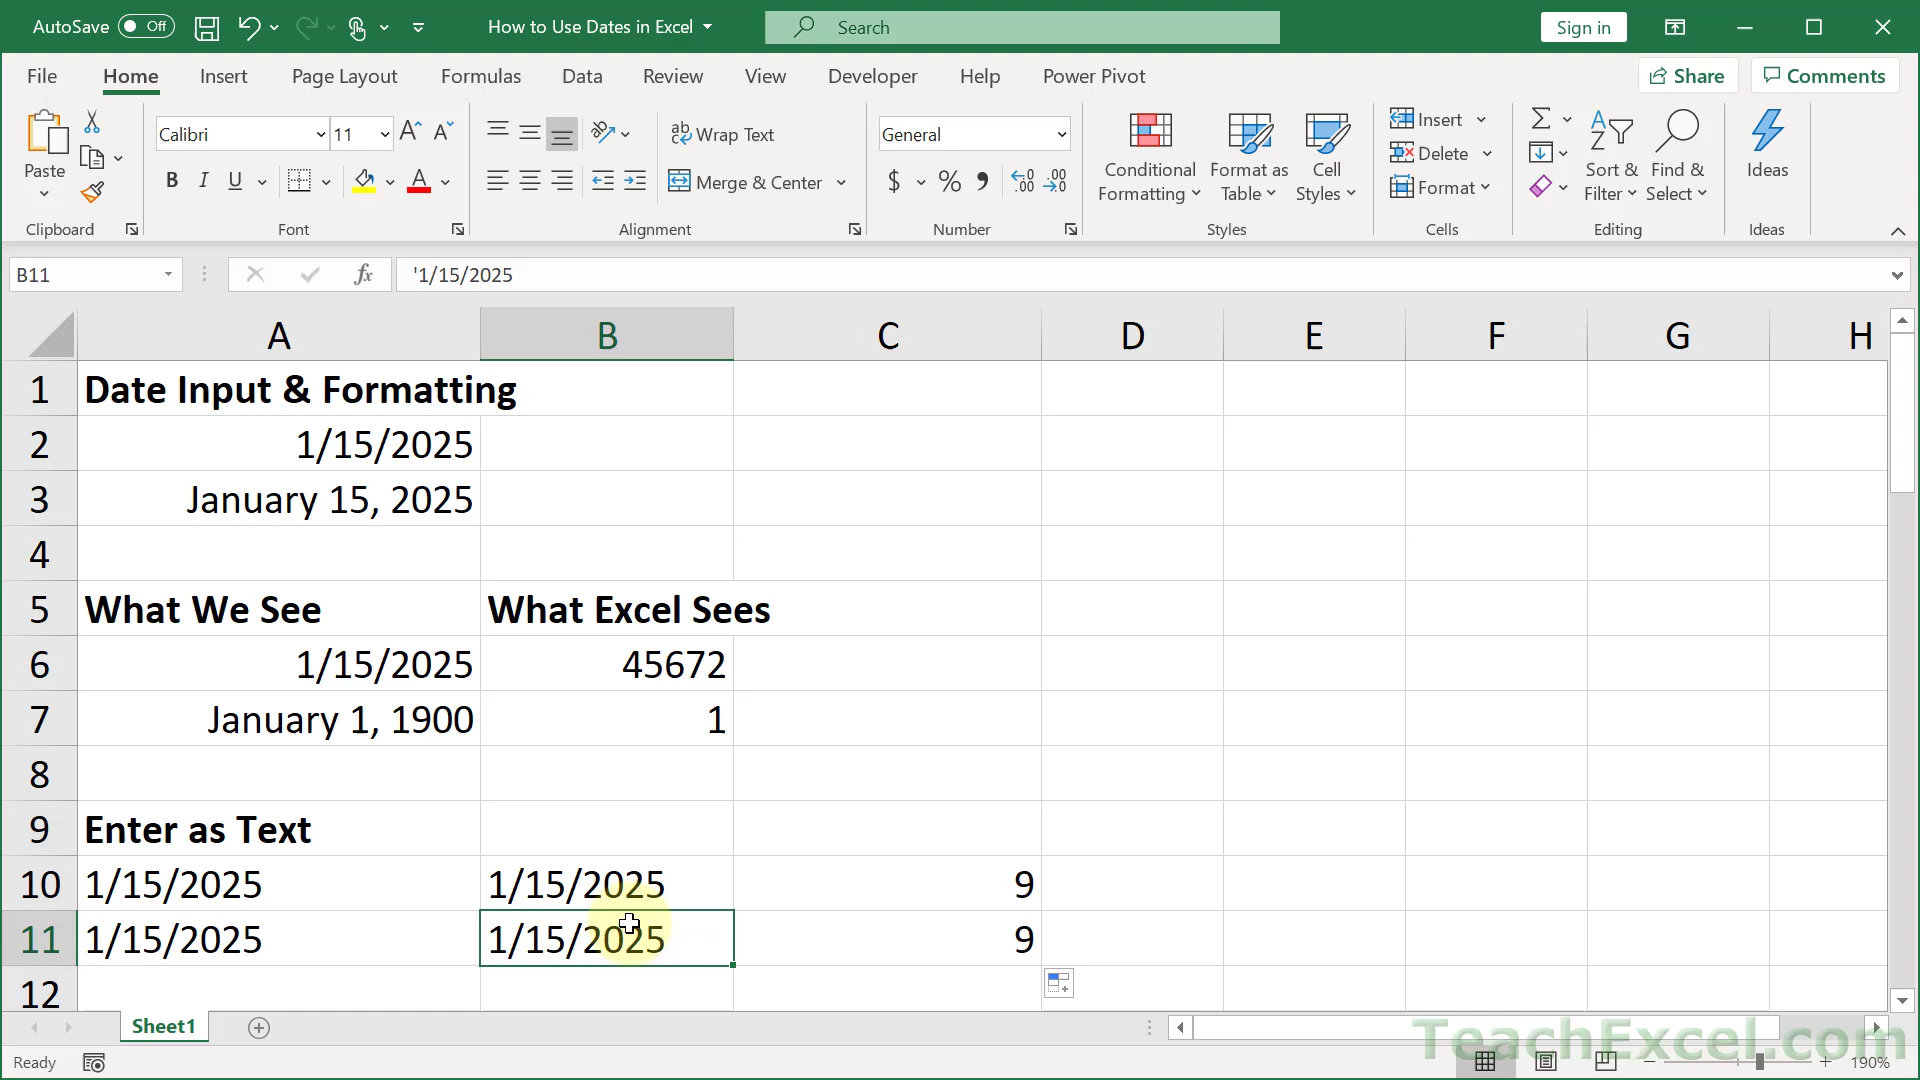 AutoSave Off How to Use Dates in Excel Search Sign in
File Home Insert Page Layout Formulas Data Review View Developer Help Power Pivot Share Comments
Paste
Clipboard
Calibri 11
B I U A
Font
Wrap Text
Merge & Center
Alignment
General
$ % 9 .00 .00
Number
Conditional Formatting
Format as Table
Cell Styles
Styles
Insert
Delete
Format
Cells
Sort & Filter
Find & Select
Editing
Ideas
Ideas
B11 fx '1/15/2025
A B C D E F G H
1 Date Input & Formatting
2 1/15/2025
3 January 15, 2025
4
5 What We See What Excel Sees
6 1/15/2025 45672
7 January 1, 1900 1
8
9 Enter as Text
10 1/15/2025 1/15/2025 9
11 1/15/2025 1/15/2025 9
12
Sheet1
TeachExcel.com
Ready 190%